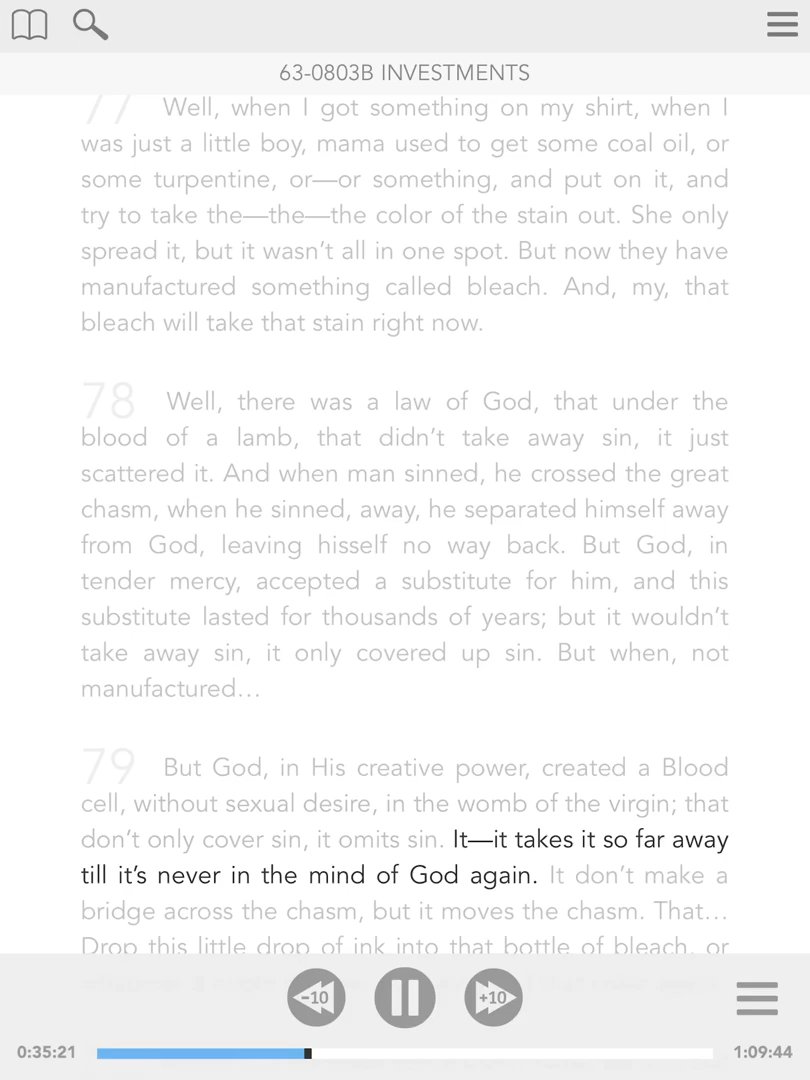 63-0803B INVESTMENTS
77 Well, when I got something on my shirt, when I
was just a little boy, mama used to get some coal oil, or
some turpentine, or—or something, and put on it, and
try to take the—the—the color of the stain out. She only
spread it, but it wasn’t all in one spot. But now they have
manufactured something called bleach. And, my, that
bleach will take that stain right now.
78 Well, there was a law of God, that under the
blood of a lamb, that didn’t take away sin, it just
scattered it. And when man sinned, he crossed the great
chasm, when he sinned, away, he separated himself away
from God, leaving hisself no way back. But God, in
tender mercy, accepted a substitute for him, and this
substitute lasted for thousands of years; but it wouldn’t
take away sin, it only covered up sin. But when, not
manufactured…
79 But God, in His creative power, created a Blood
cell, without sexual desire, in the womb of the virgin; that
don’t only cover sin, it omits sin. It—it takes it so far away
till it’s never in the mind of God again. It don’t make a
bridge across the chasm, but it moves the chasm. That…
Drop this little drop of ink into that bottle of bleach, or
-10 +10
0:35:21 1:09:44